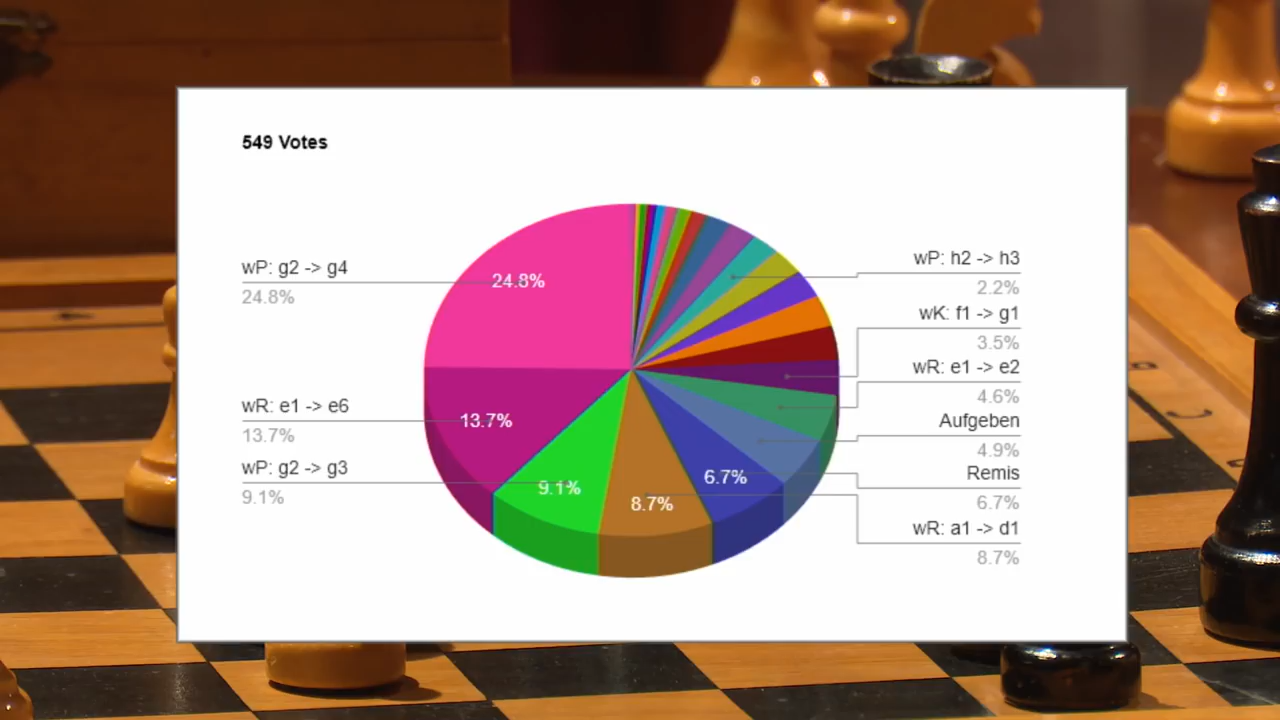 549 Votes
wP: g2 -> g4
24.8%
wR: e1 -> e6
13.7%
wP: g2 -> g3
9.1%
24.8%
13.7%
9.1%
8.7%
6.7%
wP: h2 -> h3
2.2%
wK: f1 -> g1
3.5%
wR: e1 -> e2
4.6%
Aufgeben
4.9%
Remis
6.7%
wR: a1 -> d1
8.7%